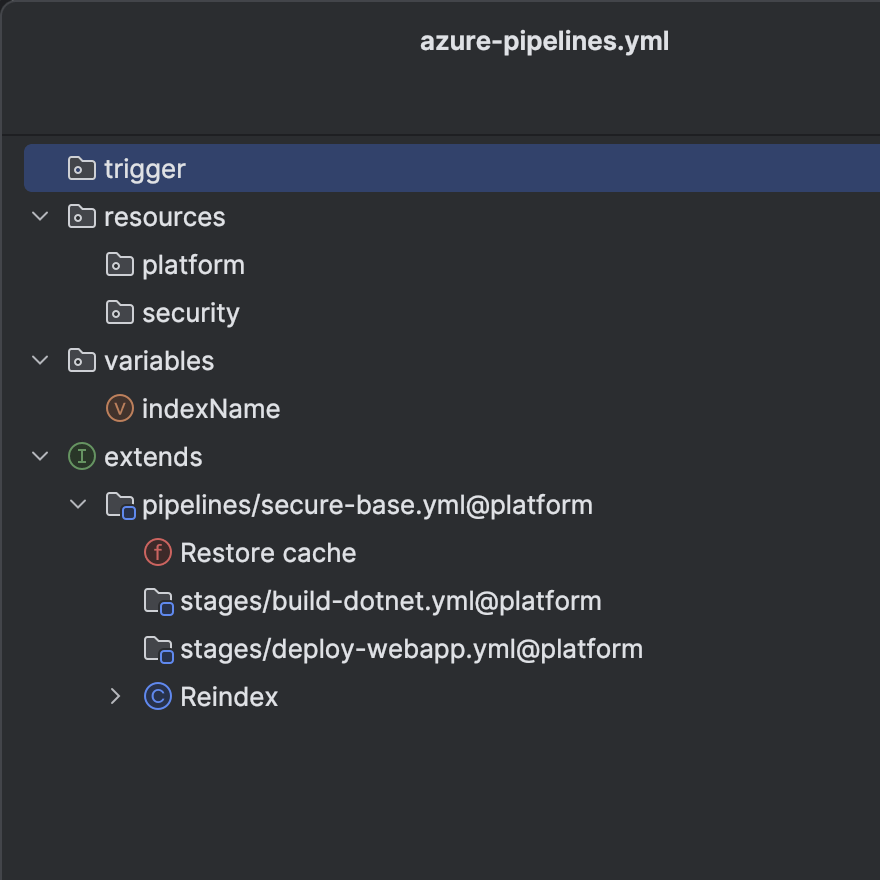 azure-pipelines.yml
trigger
resources
platform
security
variables
V indexName
I extends
pipelines/secure-base.yml@platform
f Restore cache
stages/build-dotnet.yml@platform
stages/deploy-webapp.yml@platform
C Reindex